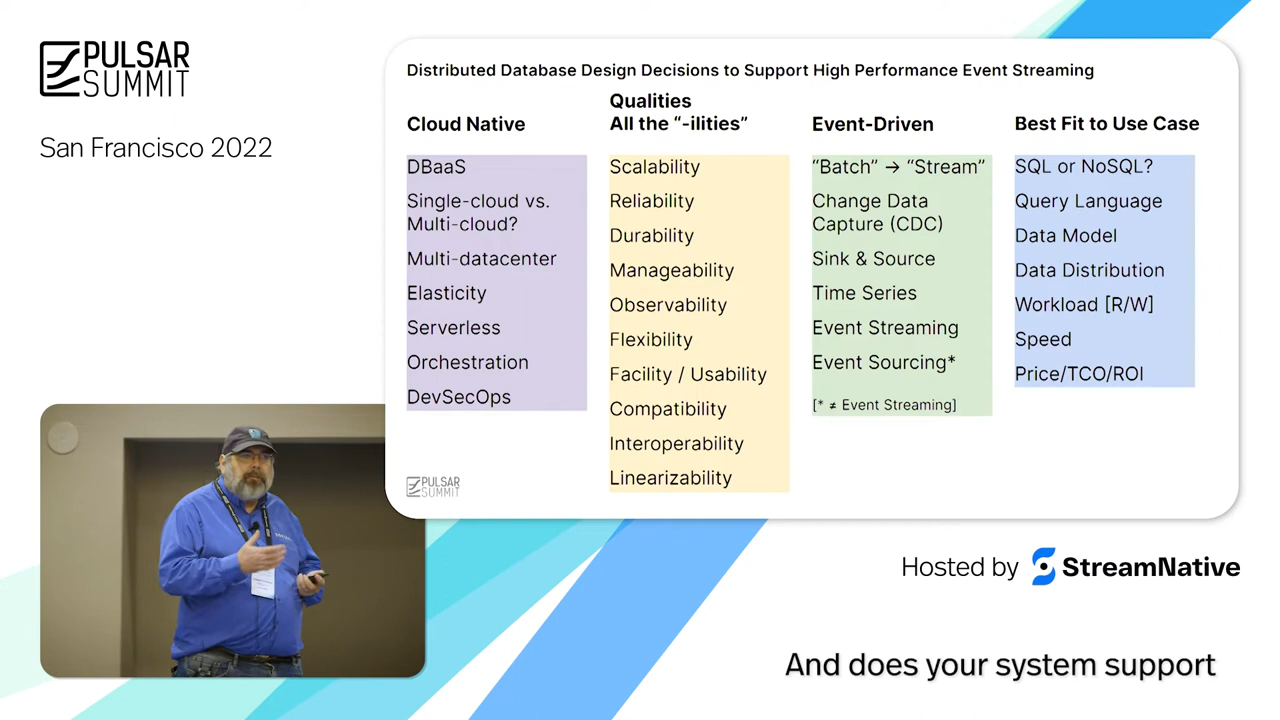 PULSAR
SUMMIT
San Francisco 2022
Distributed Database Design Decisions to Support High Performance Event Streaming
Cloud Native
DBaaS
Single-cloud vs.
Multi-cloud?
Multi-datacenter
Elasticity
Serverless
Orchestration
DevSecOps
Qualities
All the “-ilities”
Scalability
Reliability
Durability
Manageability
Observability
Flexibility
Facility / Usability
Compatibility
Interoperability
Linearizability
Event-Driven
“Batch” → “Stream”
Change Data
Capture (CDC)
Sink & Source
Time Series
Event Streaming
Event Sourcing*
[* ≠ Event Streaming]
Best Fit to Use Case
SQL or NoSQL?
Query Language
Data Model
Data Distribution
Workload [R/W]
Speed
Price/TCO/ROI
PULSAR
SUMMIT
Hosted by StreamNative
And does your system support